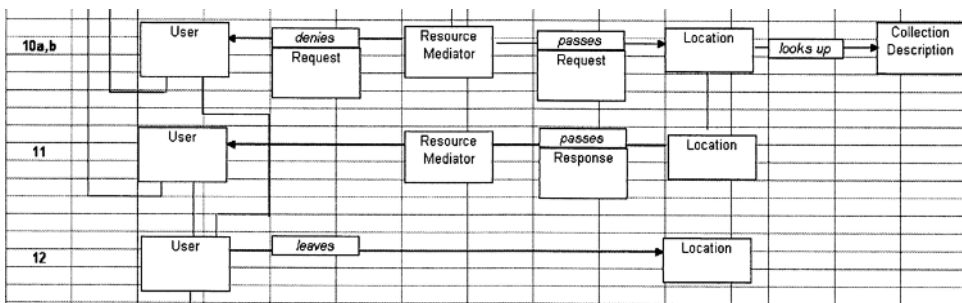 10a,b
User
denies
Request
Resource
Mediator
passes
Request
Location
looks up
Collection
Description
11
User
Resource
Mediator
passes
Response
Location
12
User
leaves
Location